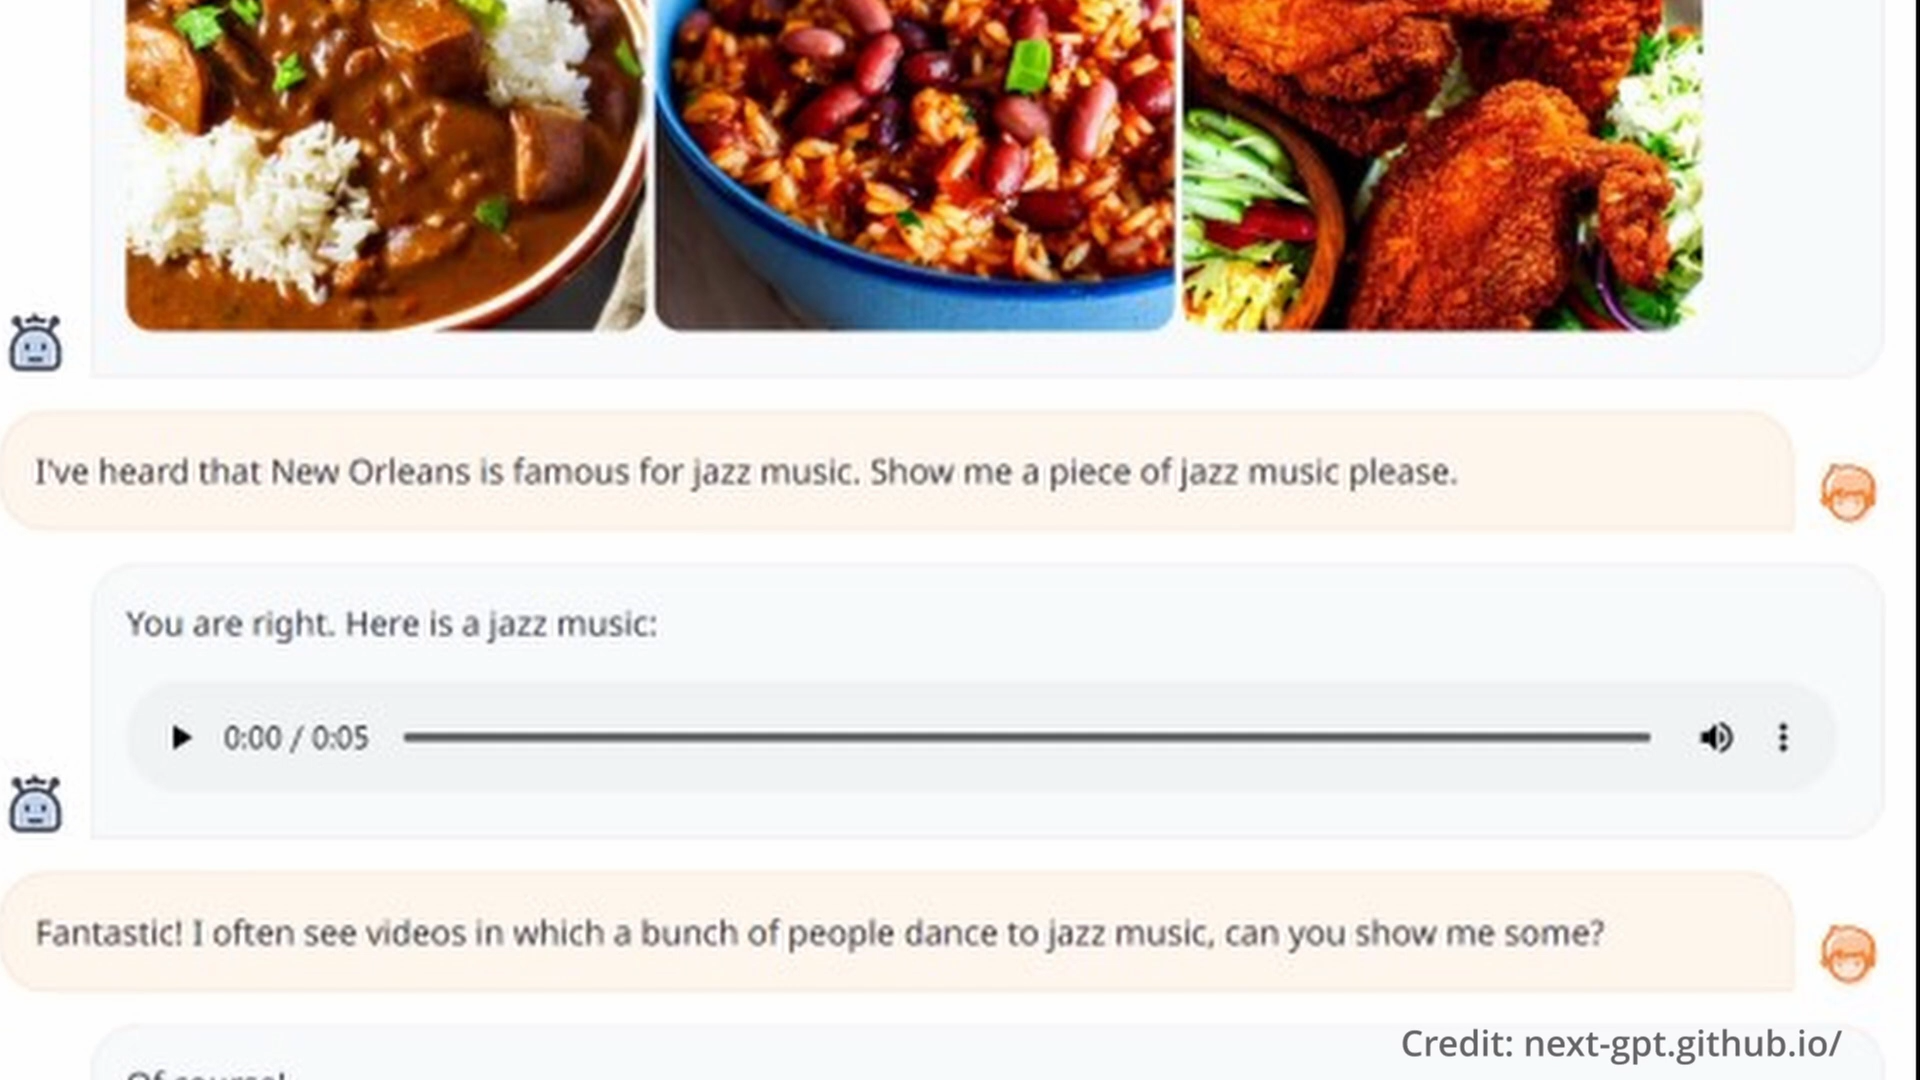 I've heard that New Orleans is famous for jazz music. Show me a piece of jazz music please.
You are right. Here is a jazz music:
0:00 / 0:05
Fantastic! I often see videos in which a bunch of people dance to jazz music, can you show me some?
Of course!
Credit: next-gpt.github.io/